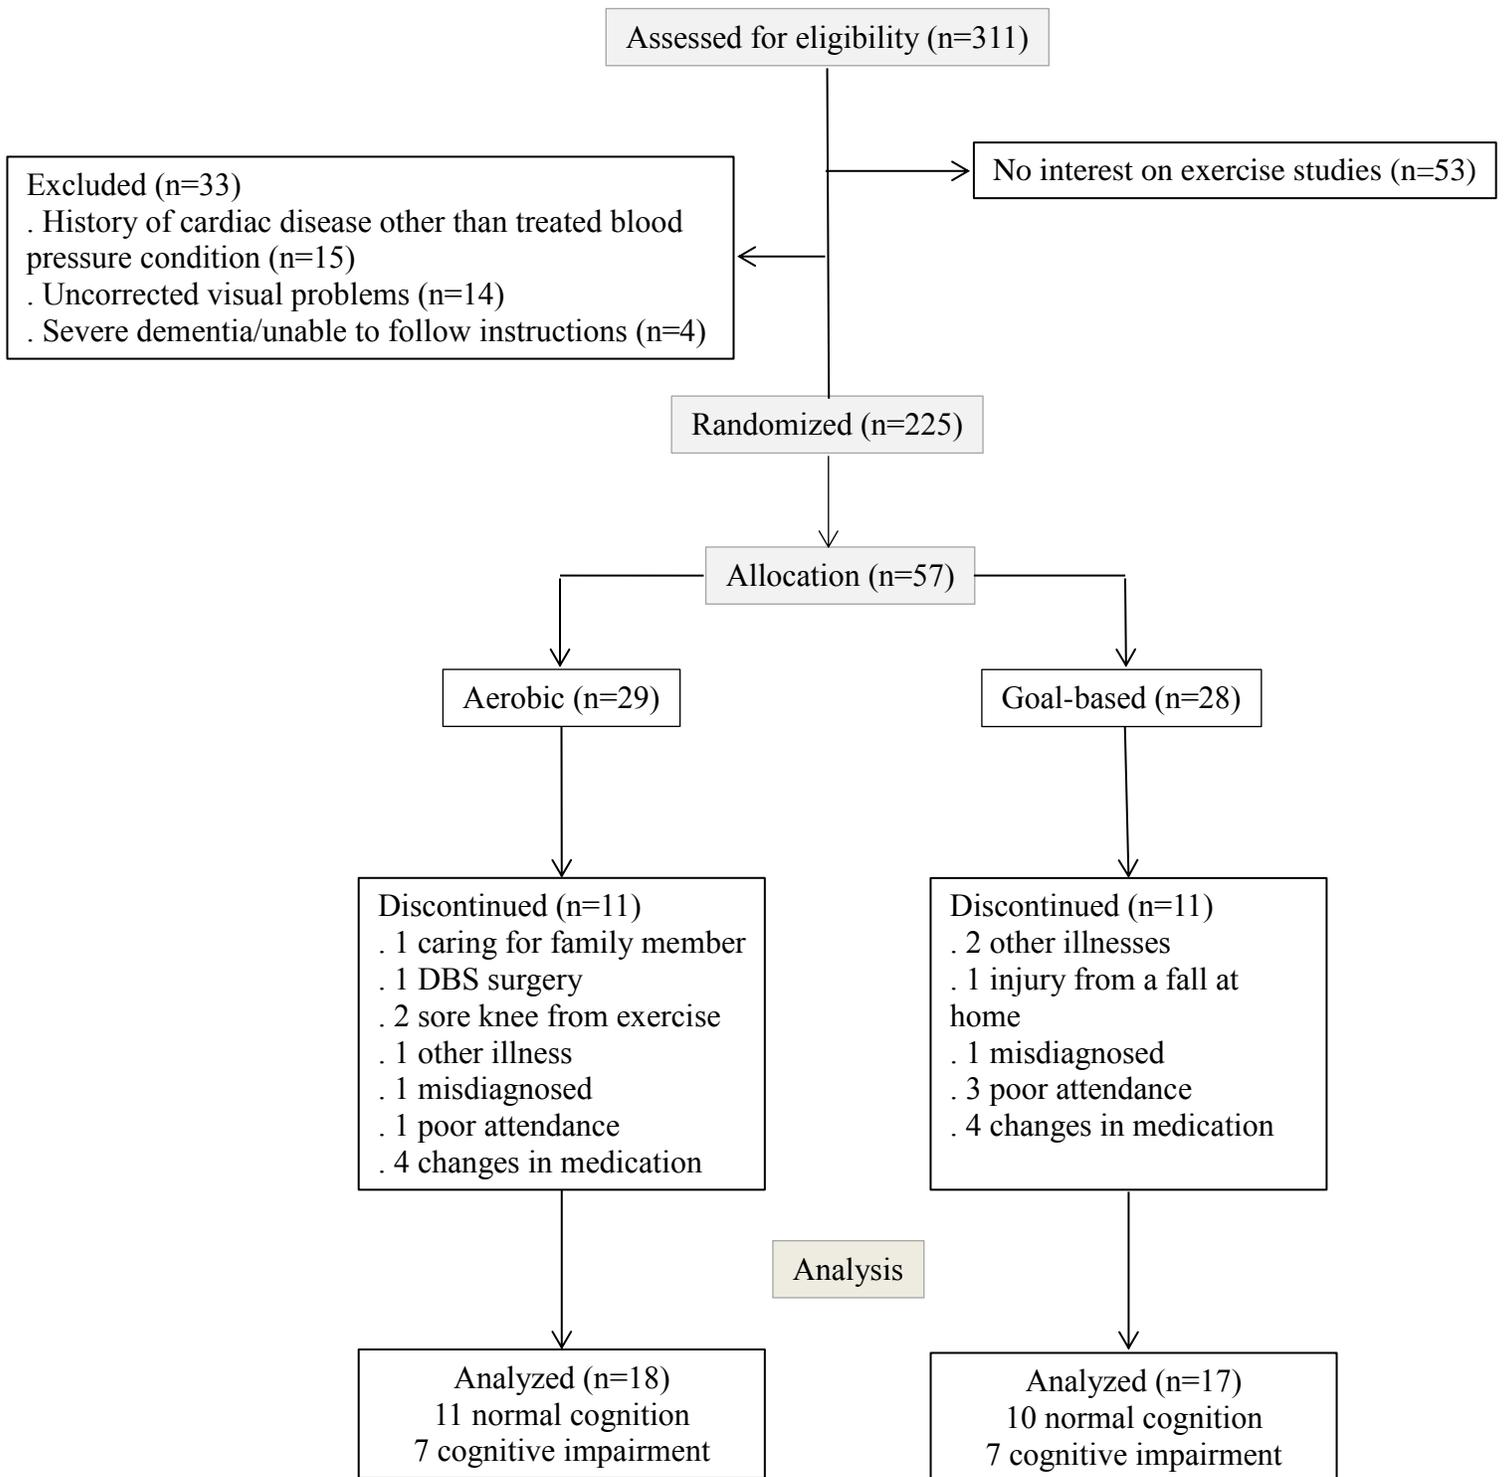 Assessed for eligibility (n=311)
No interest on exercise studies (n=53)
Excluded (n=33)
. History of cardiac disease other than treated blood
pressure condition (n=15)
. Uncorrected visual problems (n=14)
. Severe dementia/unable to follow instructions (n=4)
Randomized (n=225)
Allocation (n=57)
Aerobic (n=29)
Goal-based (n=28)
Discontinued (n=11)
. 1 caring for family member
. 1 DBS surgery
. 2 sore knee from exercise
. 1 other illness
. 1 misdiagnosed
. 1 poor attendance
. 4 changes in medication
Discontinued (n=11)
. 2 other illnesses
. 1 injury from a fall at
home
. 1 misdiagnosed
. 3 poor attendance
. 4 changes in medication
Analysis
Analyzed (n=18)
11 normal cognition
7 cognitive impairment
Analyzed (n=17)
10 normal cognition
7 cognitive impairment